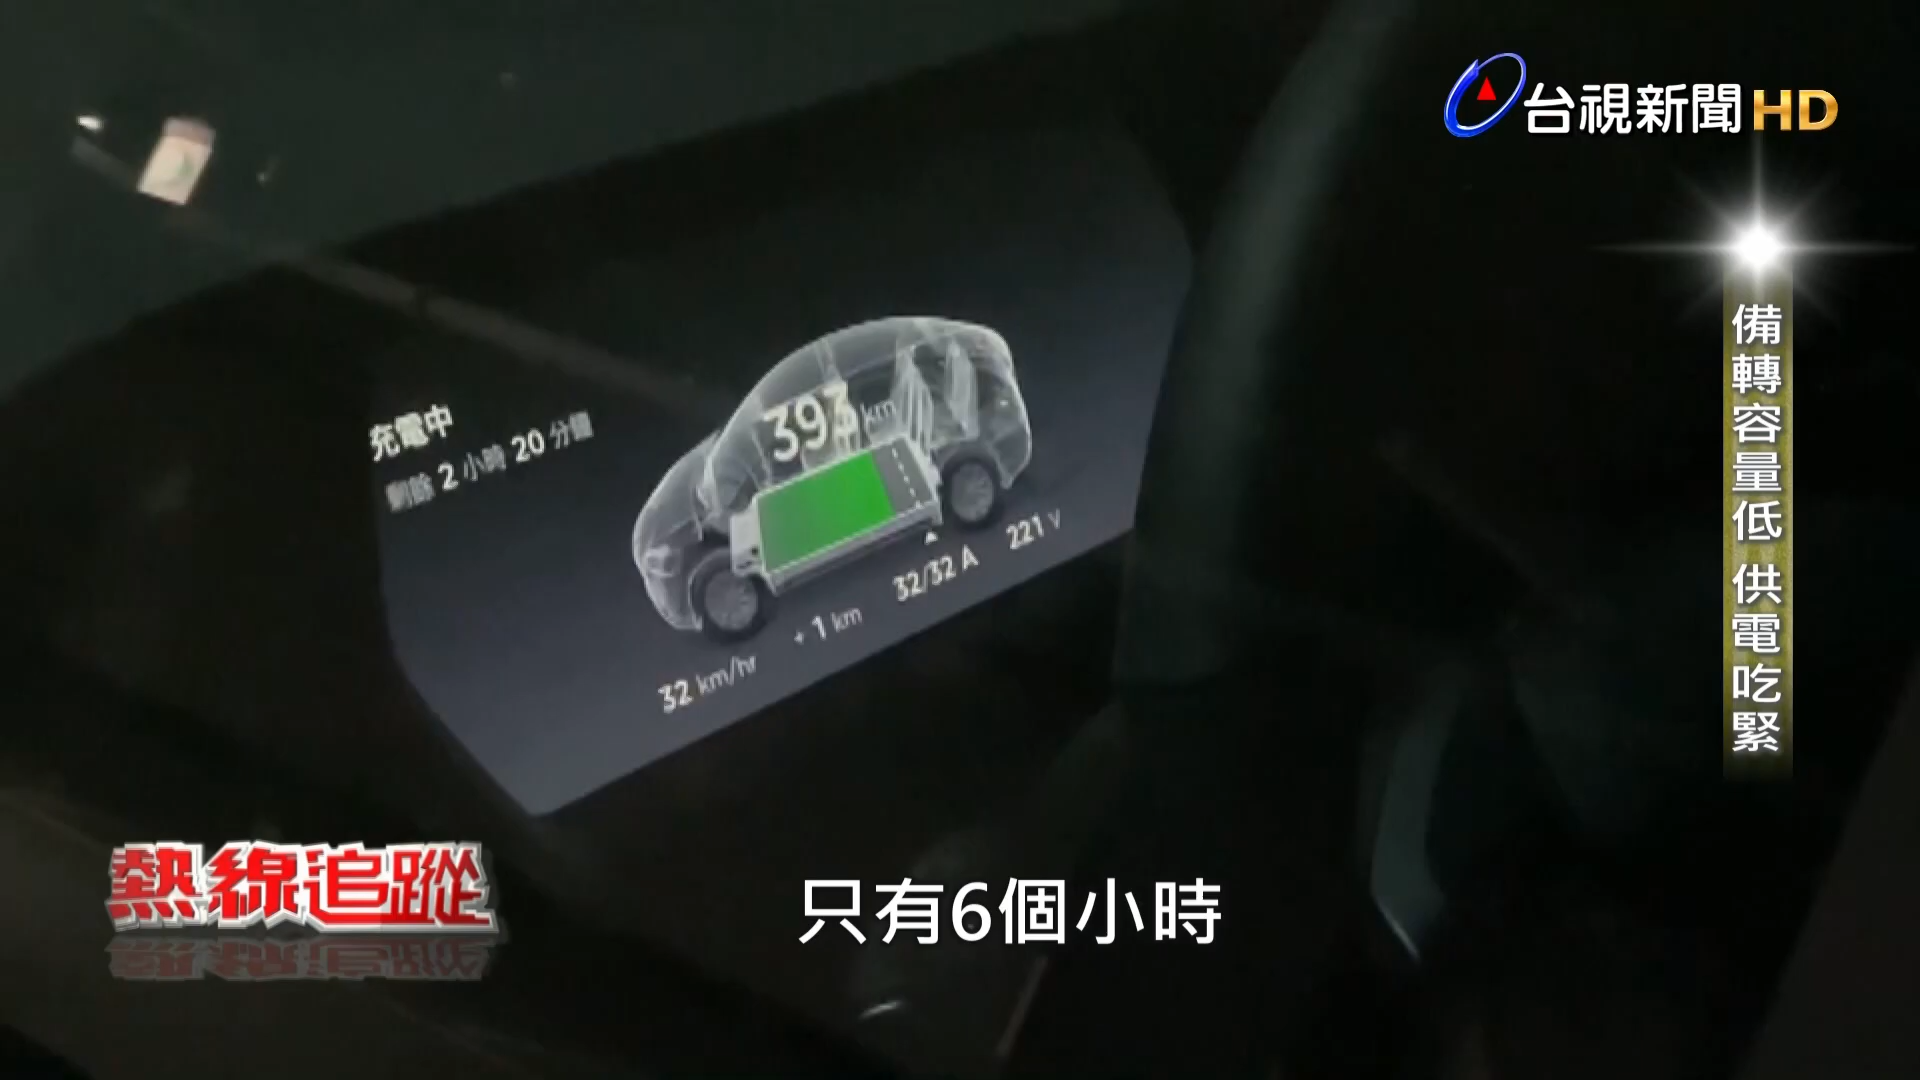 台視新聞HD
備轉容量低 供電吃緊
充電中
剩餘 2 小時 20 分鐘
393 km
32/32 A
221 V
+ 1 km
32 km/hr
熱線追蹤
只有6個小時